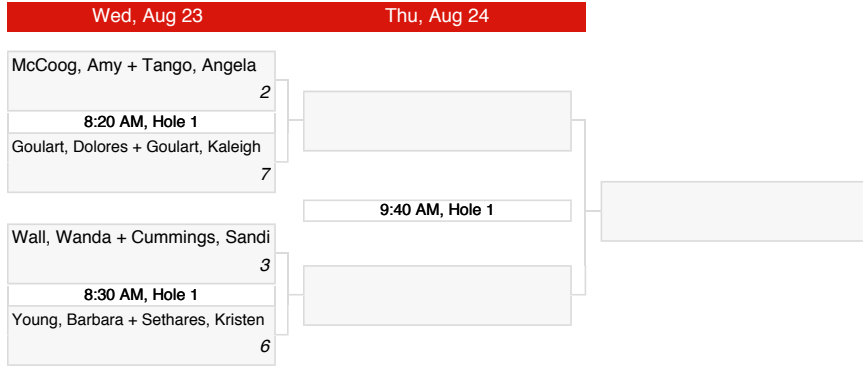 Wed, Aug 23
Thu, Aug 24
McCoog, Amy + Tango, Angela
2
8:20 AM, Hole 1
Goulart, Dolores + Goulart, Kaleigh
7
9:40 AM, Hole 1
Wall, Wanda + Cummings, Sandi
3
8:30 AM, Hole 1
Young, Barbara + Sethares, Kristen
6